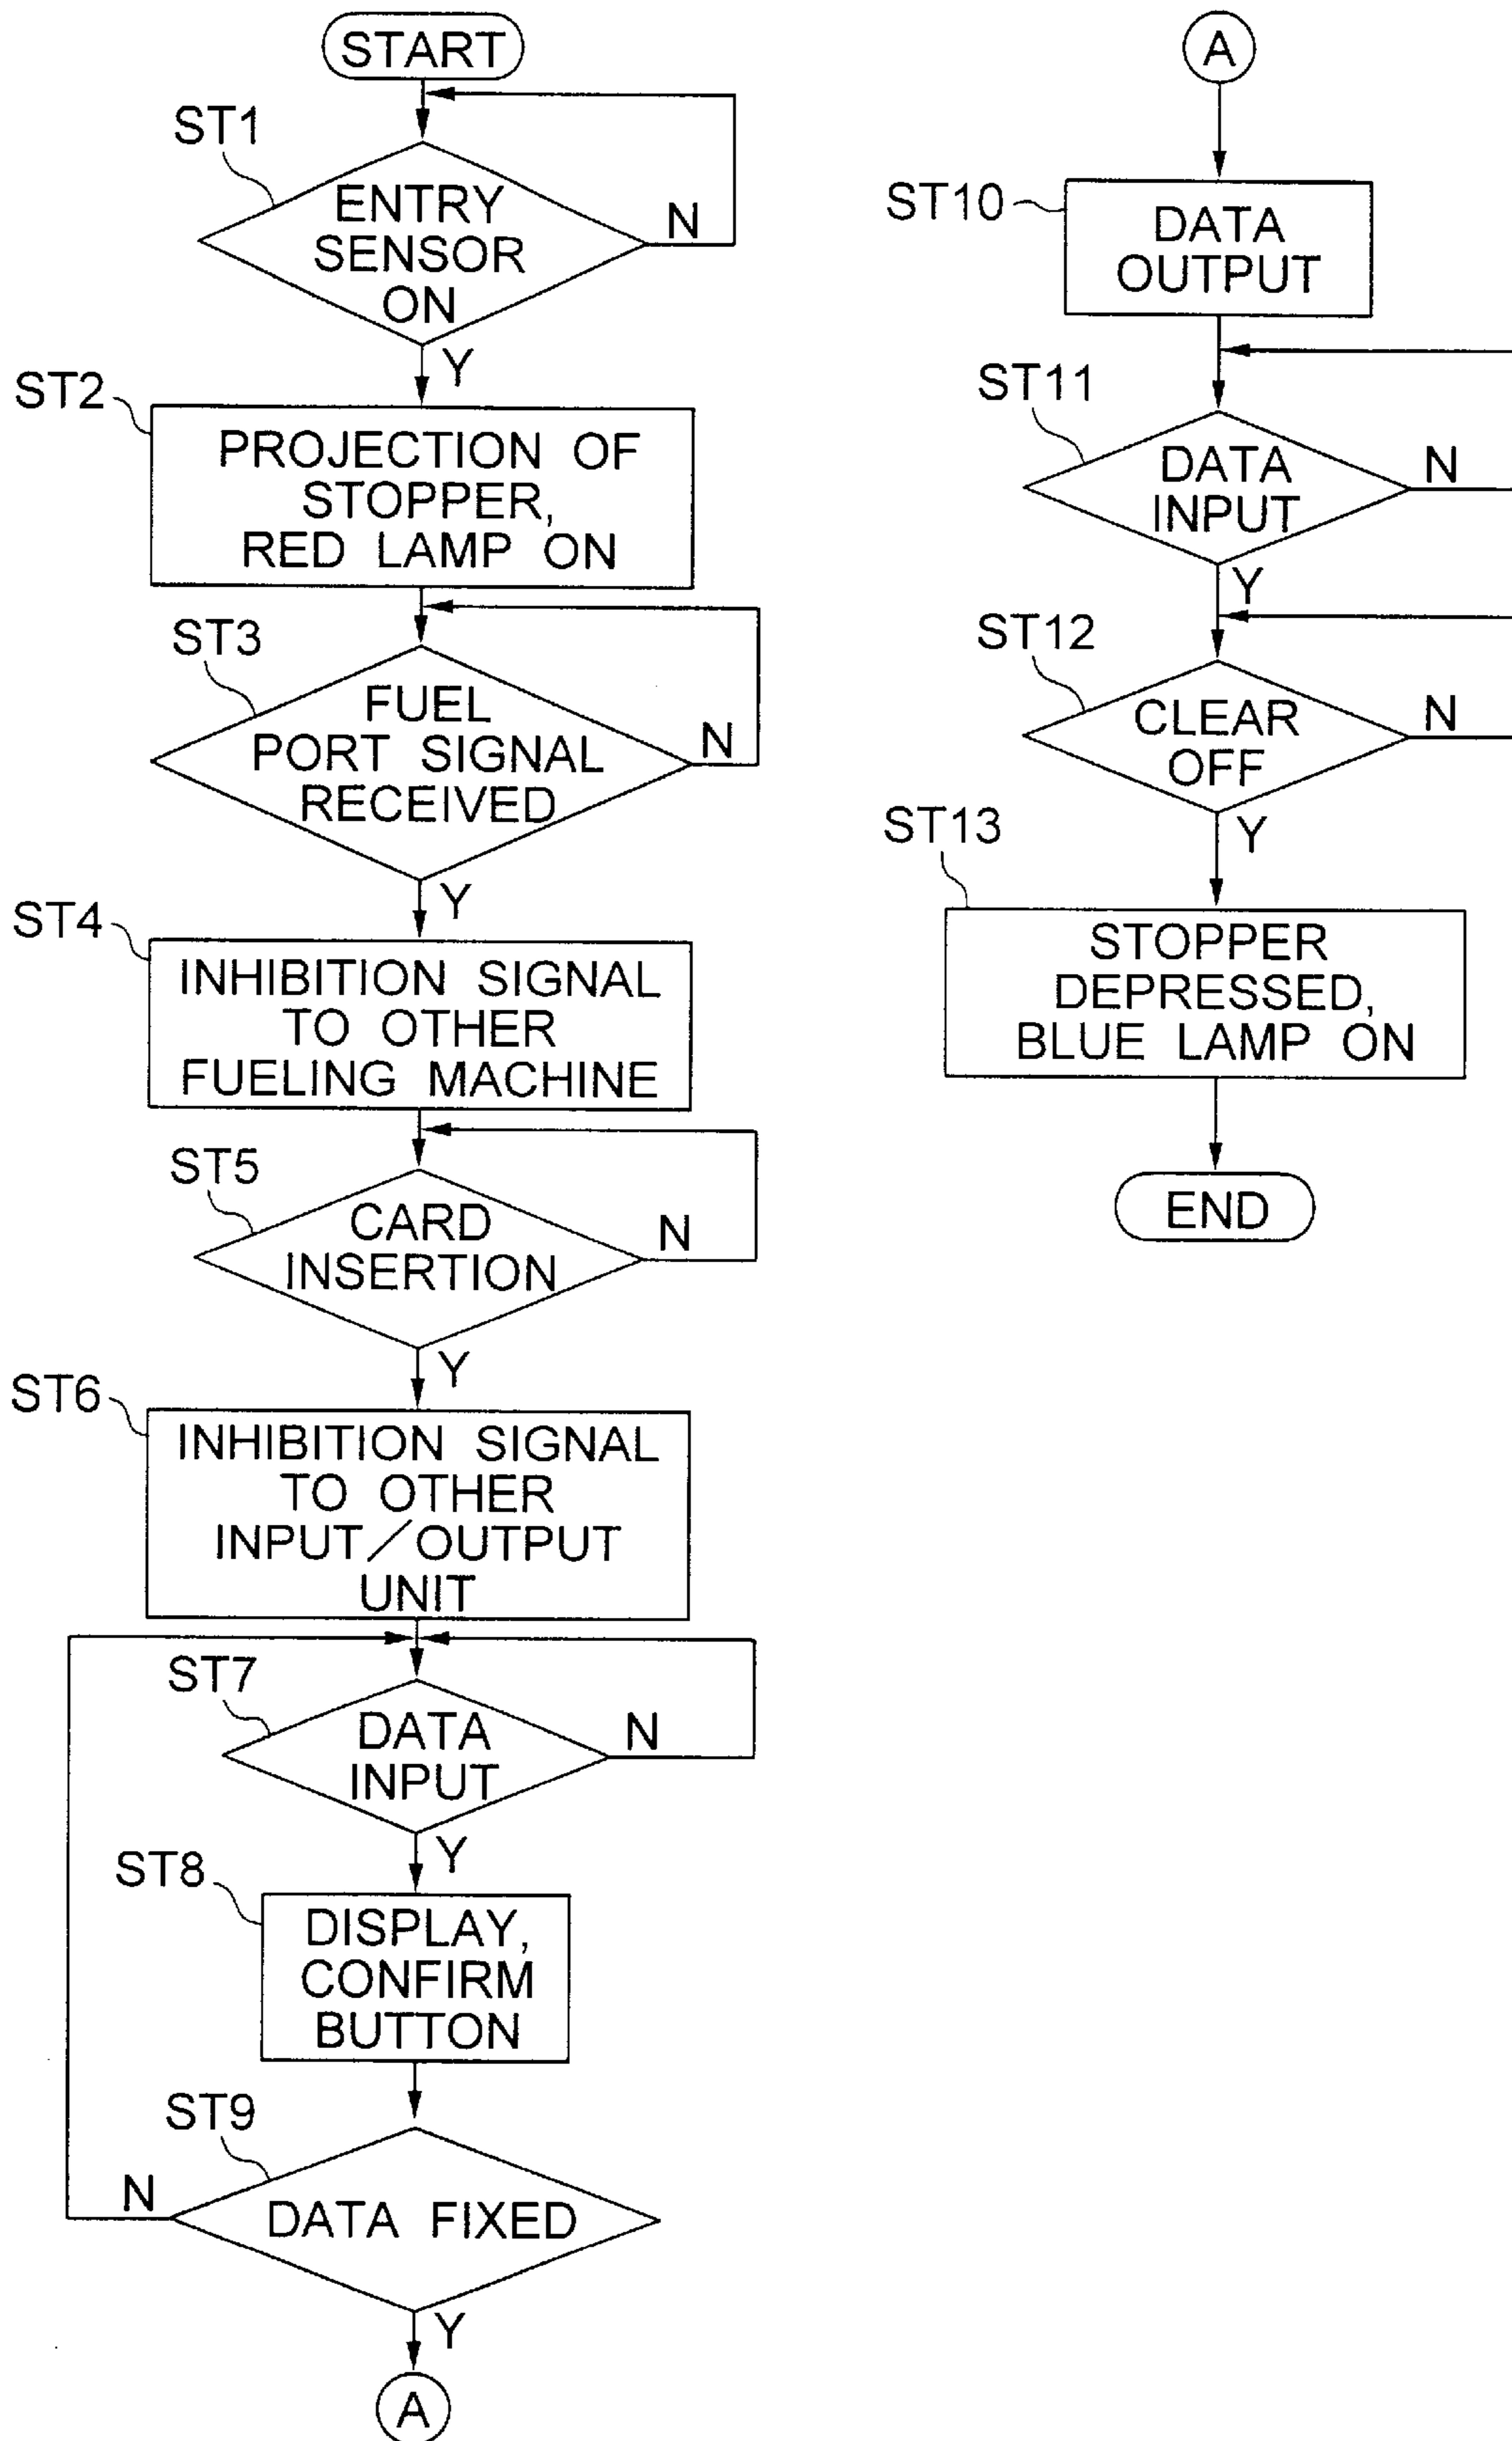 START
ST1
ENTRY
SENSOR
ON
N
Y
ST2
PROJECTION OF
STOPPER,
RED LAMP ON
ST3
FUEL
PORT SIGNAL
RECEIVED
N
Y
ST4
INHIBITION SIGNAL
TO OTHER
FUELING MACHINE
ST5
CARD
INSERTION
N
Y
ST6
INHIBITION SIGNAL
TO OTHER
INPUT/OUTPUT
UNIT
ST7
DATA
INPUT
N
Y
ST8
DISPLAY,
CONFIRM
BUTTON
ST9
N
DATA FIXED
Y
A
A
ST10
DATA
OUTPUT
ST11
DATA
INPUT
N
Y
ST12
CLEAR
OFF
N
Y
ST13
STOPPER
DEPRESSED,
BLUE LAMP ON
END